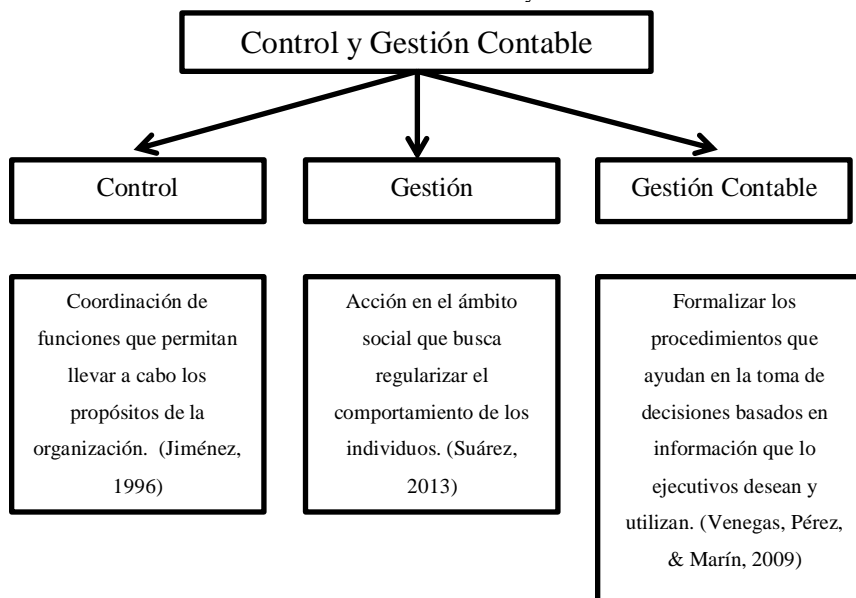 Control y Gestión Contable
Control
Gestión
Gestión Contable
Coordinación de
funciones que permitan
llevar a cabo los
propósitos de la
organización. (Jiménez,
1996)
Acción en el ámbito
social que busca
regularizar el
comportamiento de los
individuos. (Suárez,
2013)
Formalizar los
procedimientos que
ayudan en la toma de
decisiones basados en
información que lo
ejecutivos desean y
utilizan. (Venegas, Pérez,
& Marín, 2009)